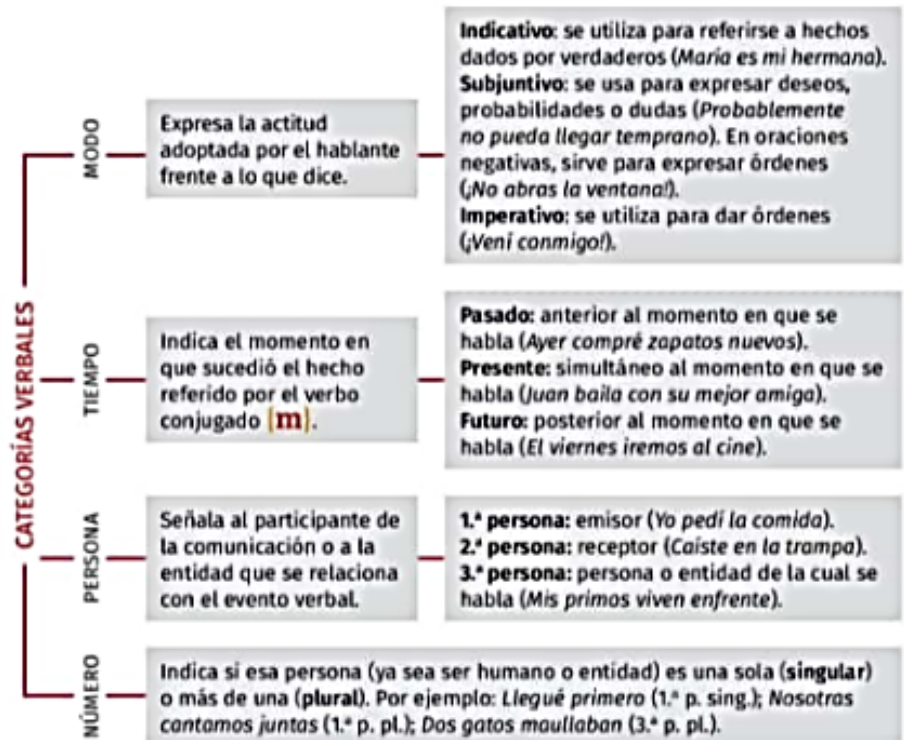 CATEGORÍAS VERBALES
MODO
Expresa la actitud
adoptada por el hablante
frente a lo que dice.
Indicativo: se utiliza para referirse a hechos
dados por verdaderos (María es mi hermana).
Subjuntivo: se usa para expresar deseos,
probabilidades o dudas (Probablemente
no pueda llegar temprano). En oraciones
negativas, sirve para expresar órdenes
(¡No abras la ventana!).
Imperativo: se utiliza para dar órdenes
(¡Vení conmigo!).
TIEMPO
Indica el momento en
que sucedió el hecho
referido por el verbo
conjugado [m].
Pasado: anterior al momento en que se
habla (Ayer compré zapatos nuevos).
Presente: simultáneo al momento en que se
habla (Juan baila con su mejor amiga).
Futuro: posterior al momento en que se
habla (El viernes iremos al cine).
PERSONA
Señala al participante de
la comunicación o a la
entidad que se relaciona
con el evento verbal.
1.ª persona: emisor (Yo pedí la comida).
2.ª persona: receptor (Caíste en la trampa).
3.ª persona: persona o entidad de la cual se
habla (Mis primos viven enfrente).
NÚMERO
Indica si esa persona (ya sea ser humano o entidad) es una sola (singular)
o más de una (plural). Por ejemplo: Llegué primero (1.ª p. sing.); Nosotras
cantamos juntas (1.ª p. pl.); Dos gatos maullaban (3.ª p. pl.).